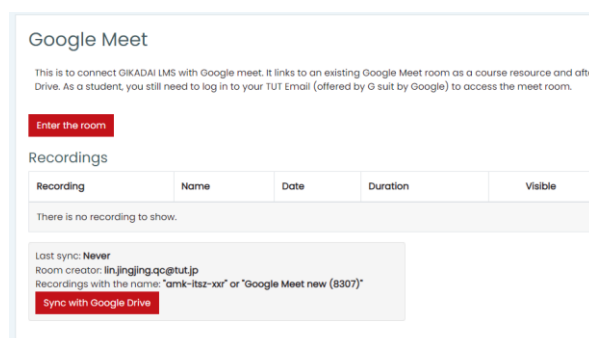 Google Meet
This is to connect GIKADAI LMS with Google meet. It links to an existing Google Meet room as a course resource and
Drive. As a student, you still need to log in to your TUT Email (offered by G suit by Google) to access the meet room.
Enter the room
Recordings
Recording Name Date Duration Visible
There is no recording to show.
Last sync: Never
Room creator: lin.jingjing.qc@tut.jp
Recordings with the name: "amk-itsz-xxr" or "Google Meet new (8307)"
Sync with Google Drive